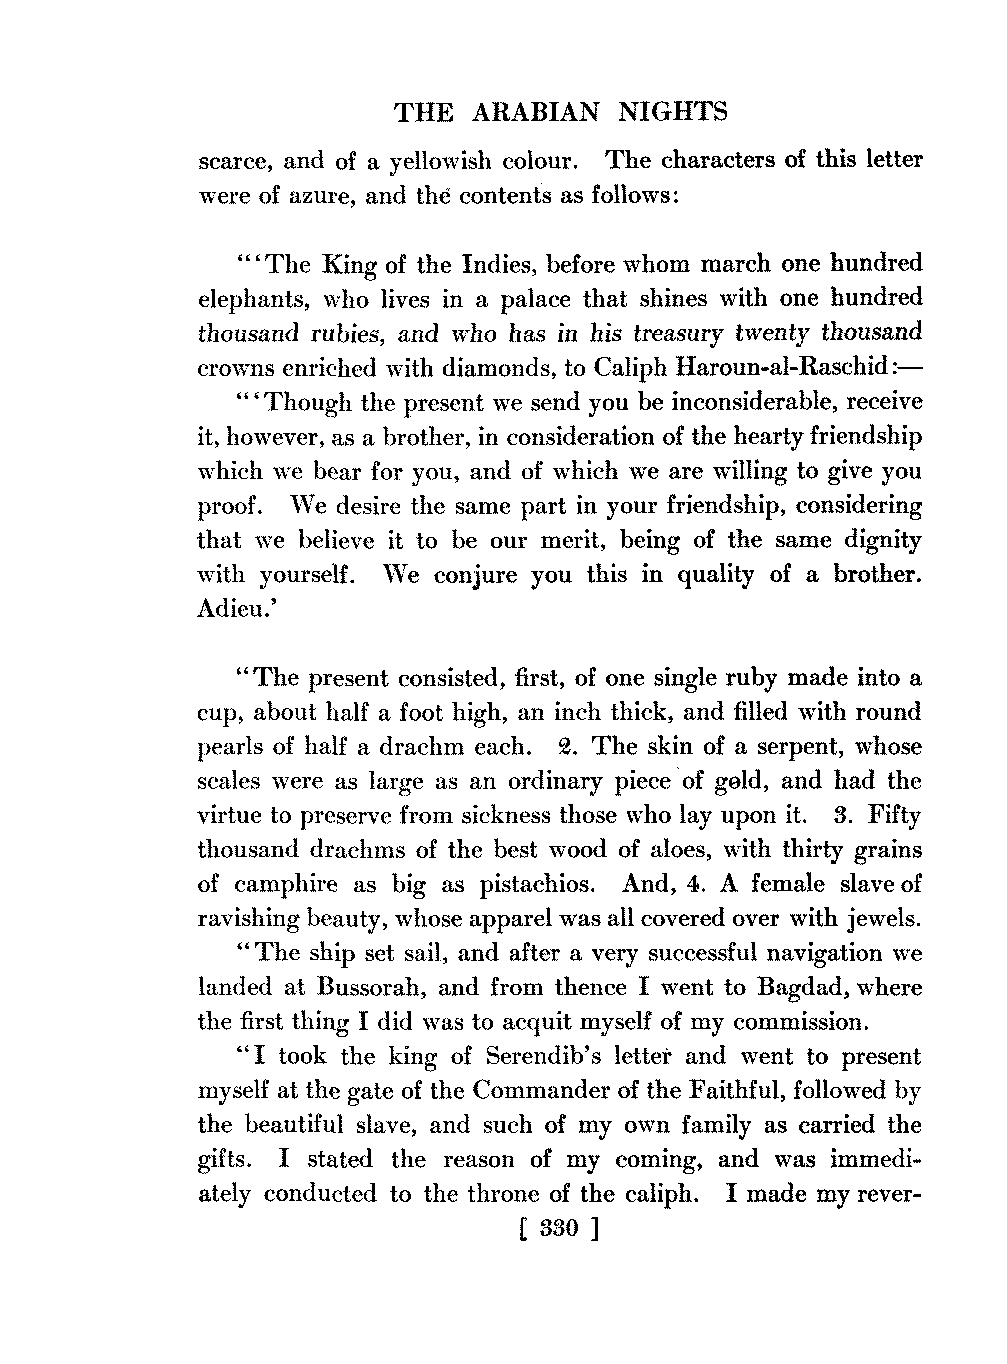 THE ARABIAN NIGHTS
scarce, and of a yellowish colour. The characters of this letter
were of azure, and the contents as follows:
"'The King of the Indies, before whom march one hundred
elephants, who lives in a palace that shines with one hundred
thousand rubies, and who has in his treasury twenty thousand
crowns enriched with diamonds, to Caliph Haroun-al-Raschid:—
"'Though the present we send you be inconsiderable, receive
it, however, as a brother, in consideration of the hearty friendship
which we bear for you, and of which we are willing to give you
proof. We desire the same part in your friendship, considering
that we believe it to be our merit, being of the same dignity
with yourself. We conjure you this in quality of a brother.
Adieu.'
"The present consisted, first, of one single ruby made into a
cup, about half a foot high, an inch thick, and filled with round
pearls of half a drachm each. 2. The skin of a serpent, whose
scales were as large as an ordinary piece of gold, and had the
virtue to preserve from sickness those who lay upon it. 3. Fifty
thousand drachms of the best wood of aloes, with thirty grains
of camphire as big as pistachios. And, 4. A female slave of
ravishing beauty, whose apparel was all covered over with jewels.
"The ship set sail, and after a very successful navigation we
landed at Bussorah, and from thence I went to Bagdad, where
the first thing I did was to acquit myself of my commission.
"I took the king of Serendib's letter and went to present
myself at the gate of the Commander of the Faithful, followed by
the beautiful slave, and such of my own family as carried the
gifts. I stated the reason of my coming, and was immedi-
ately conducted to the throne of the caliph. I made my rever-
[ 330 ]